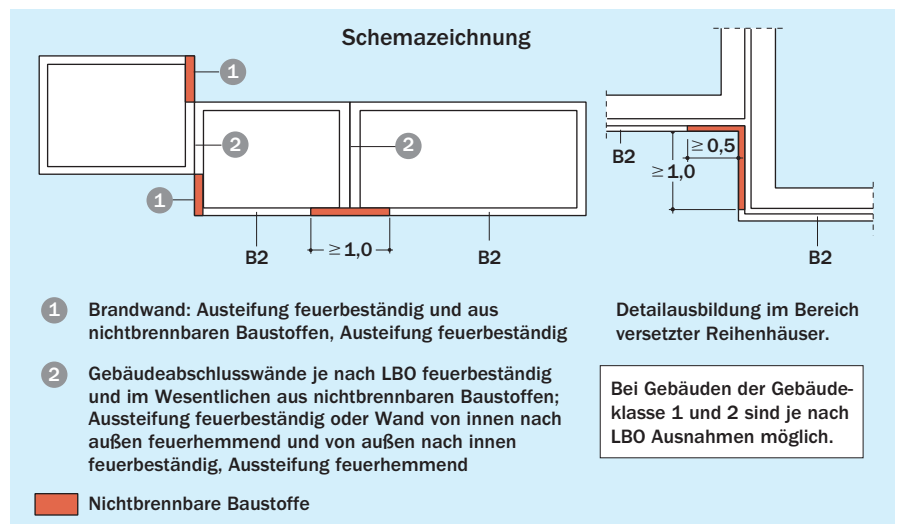 Schemazeichnung
1
2
2
1
B2
≥ 1,0
B2
B2
≥ 0,5
≥ 1,0
B2
1 Brandwand: Austeifung feuerbeständig und aus
nichtbrennbaren Baustoffen, Austeifung feuerbeständig
2 Gebäudeabschlusswände je nach LBO feuerbeständig
und im Wesentlichen aus nichtbrennbaren Baustoffen;
Aussteifung feuerbeständig oder Wand von innen nach
außen feuerhemmend und von außen nach innen
feuerbeständig, Aussteifung feuerhemmend
Nichtbrennbare Baustoffe
Detailausbildung im Bereich
versetzter Reihenhäuser.
Bei Gebäuden der Gebäude-
klasse 1 und 2 sind je nach
LBO Ausnahmen möglich.